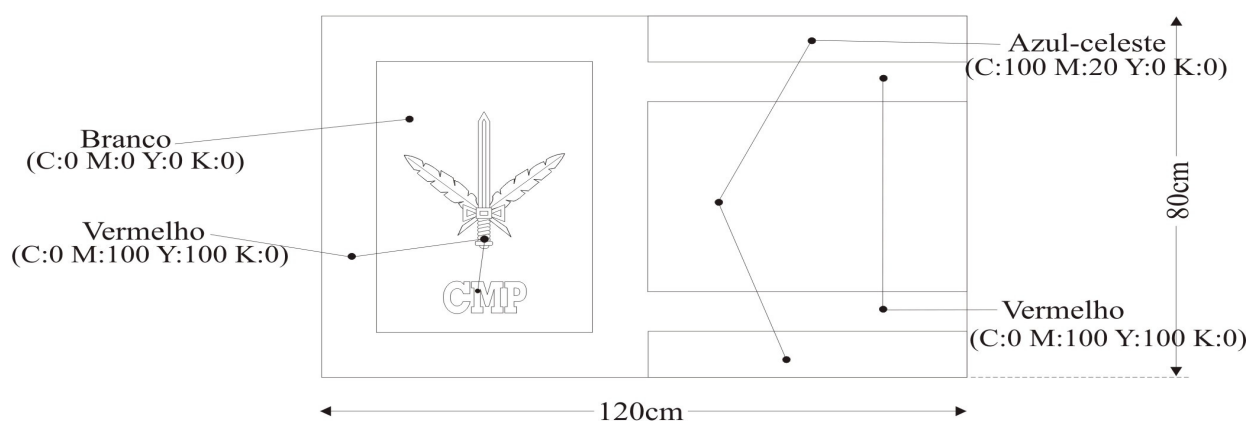 Azul-celeste
(C:100 M:20 Y:0 K:0)
Branco
(C:0 M:0 Y:0 K:0)
Vermelho
(C:0 M:100 Y:100 K:0)
CMP
80cm
Vermelho
(C:0 M:100 Y:100 K:0)
120cm